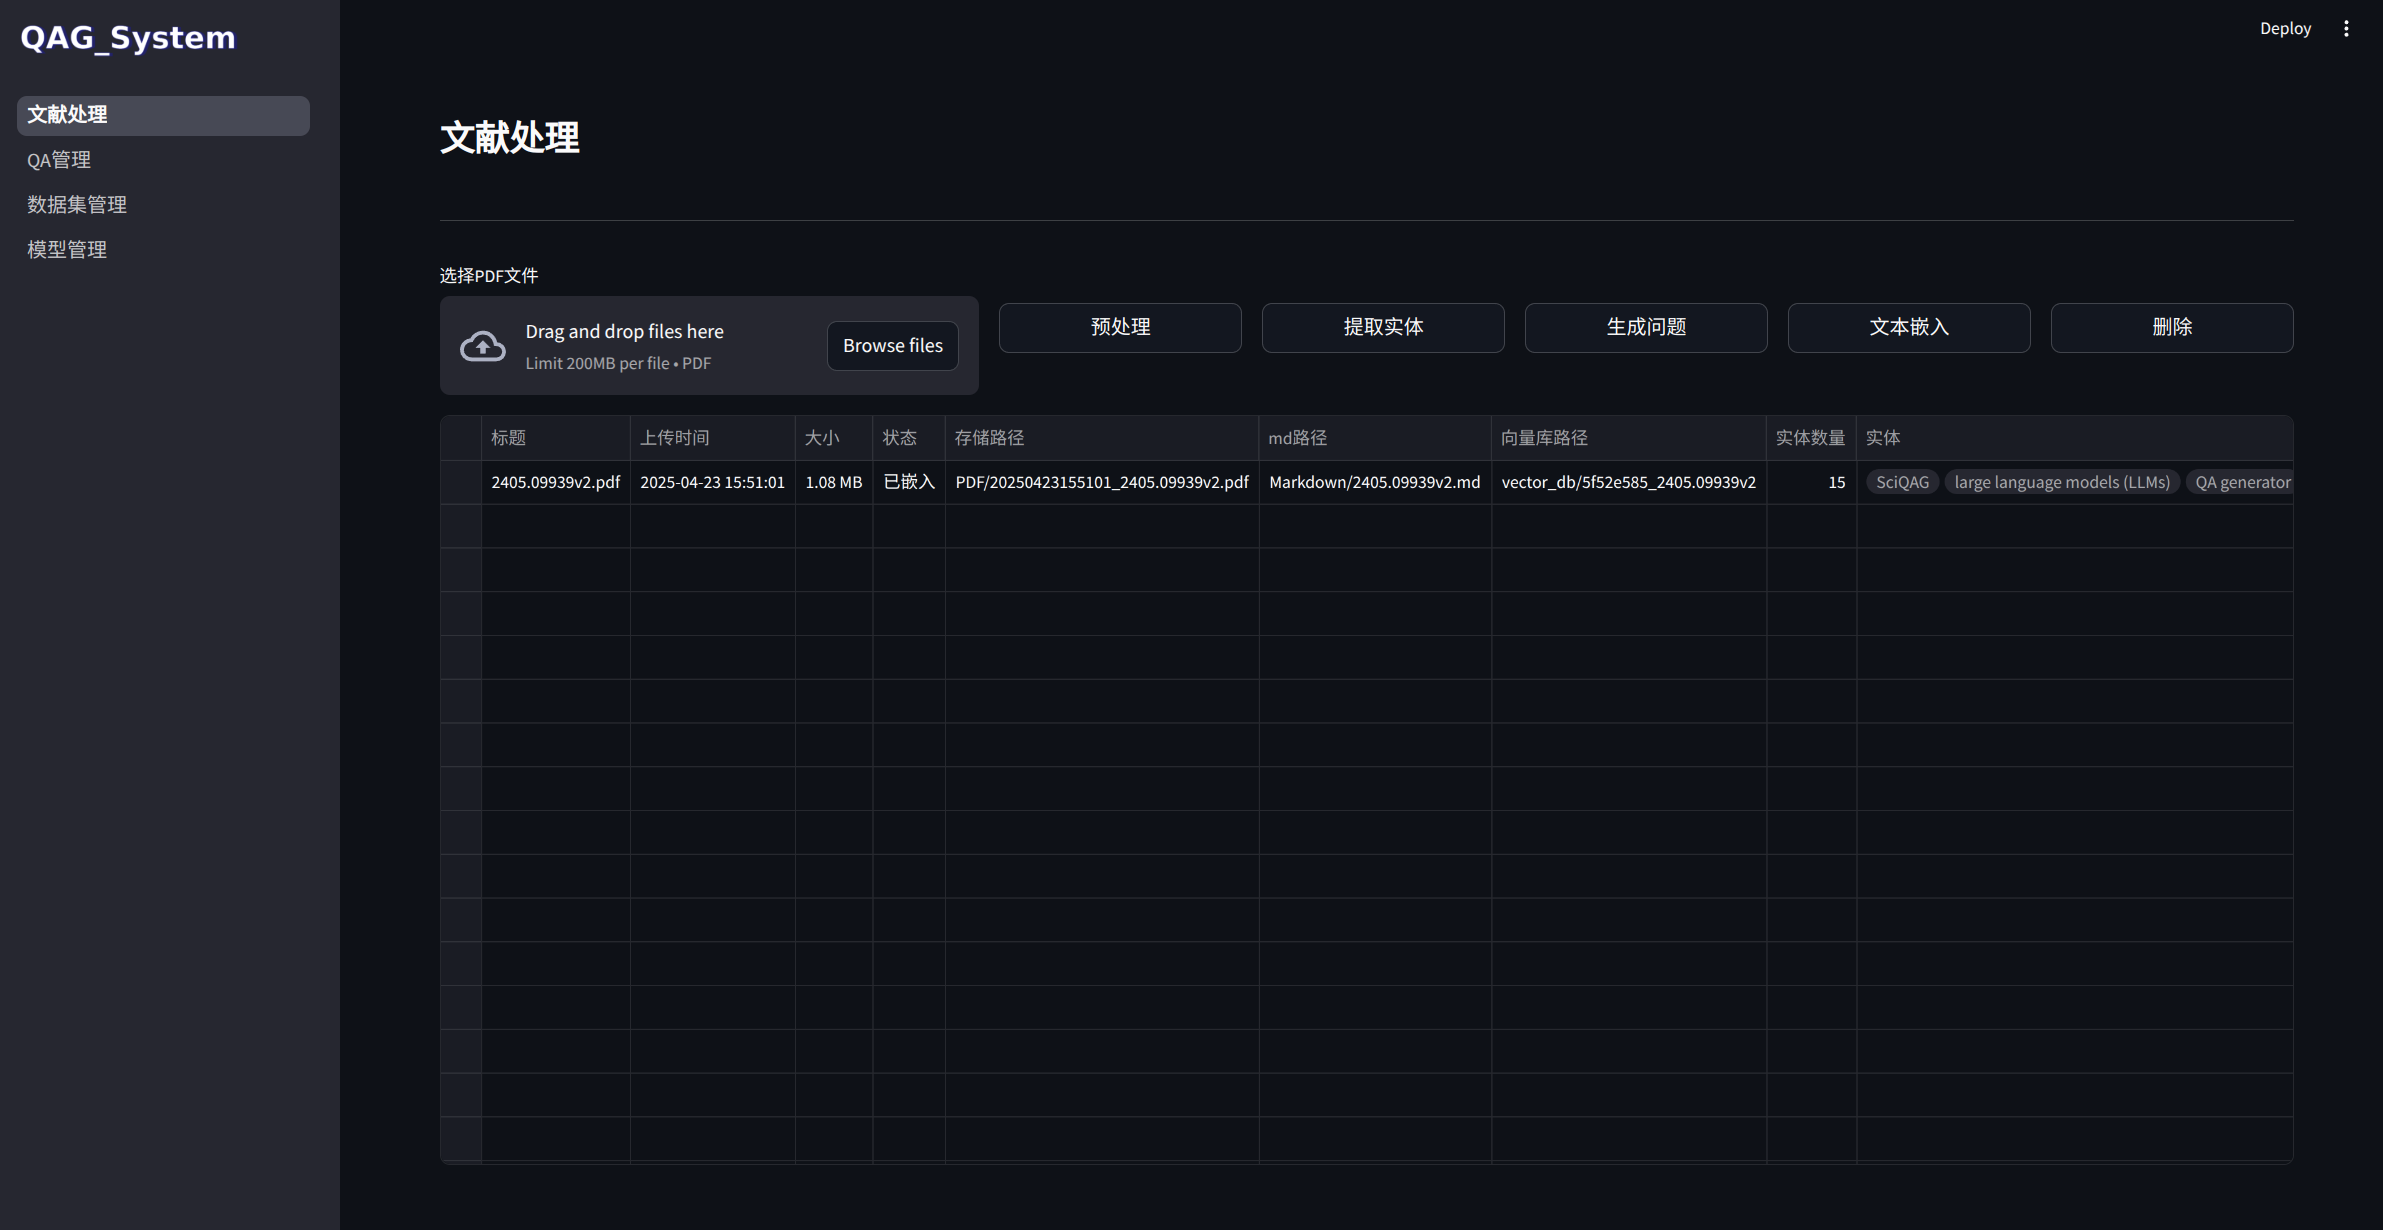 QAG_System
文献处理
QA管理
数据集管理
模型管理
Deploy
文献处理
选择PDF文件
Drag and drop files here
Limit 200MB per file • PDF
Browse files
预处理
提取实体
生成问题
文本嵌入
删除
标题 上传时间 大小 状态 存储路径 md路径 向量库路径 实体数量 实体
2405.09939v2.pdf 2025-04-23 15:51:01 1.08 MB 已嵌入 PDF/20250423155101_2405.09939v2.pdf Markdown/2405.09939v2.md vector_db/5f52e585_2405.09939v2 15 SciQAG large language models (LLMs) QA generator